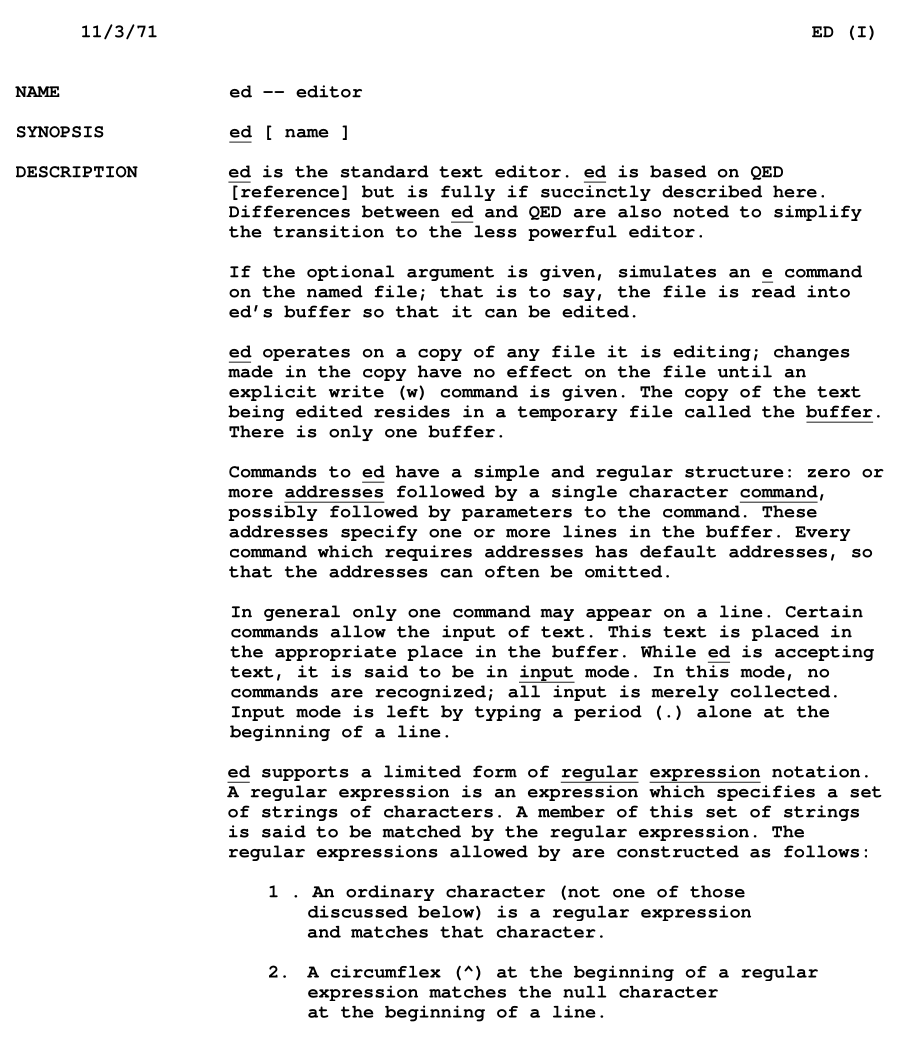 11/3/71 ED (I)
NAME ed -- editor
SYNOPSIS ed [ name ]
DESCRIPTION ed is the standard text editor. ed is based on QED
[reference] but is fully if succinctly described here.
Differences between ed and QED are also noted to simplify
the transition to the less powerful editor.
If the optional argument is given, simulates an e command
on the named file; that is to say, the file is read into
ed's buffer so that it can be edited.
ed operates on a copy of any file it is editing; changes
made in the copy have no effect on the file until an
explicit write (w) command is given. The copy of the text
being edited resides in a temporary file called the buffer.
There is only one buffer.
Commands to ed have a simple and regular structure: zero or
more addresses followed by a single character command,
possibly followed by parameters to the command. These
addresses specify one or more lines in the buffer. Every
command which requires addresses has default addresses, so
that the addresses can often be omitted.
In general only one command may appear on a line. Certain
commands allow the input of text. This text is placed in
the appropriate place in the buffer. While ed is accepting
text, it is said to be in input mode. In this mode, no
commands are recognized; all input is merely collected.
Input mode is left by typing a period (.) alone at the
beginning of a line.
ed supports a limited form of regular expression notation.
A regular expression is an expression which specifies a set
of strings of characters. A member of this set of strings
is said to be matched by the regular expression. The
regular expressions allowed by are constructed as follows:
1 . An ordinary character (not one of those
discussed below) is a regular expression
and matches that character.
2. A circumflex (^) at the beginning of a regular
expression matches the null character
at the beginning of a line.